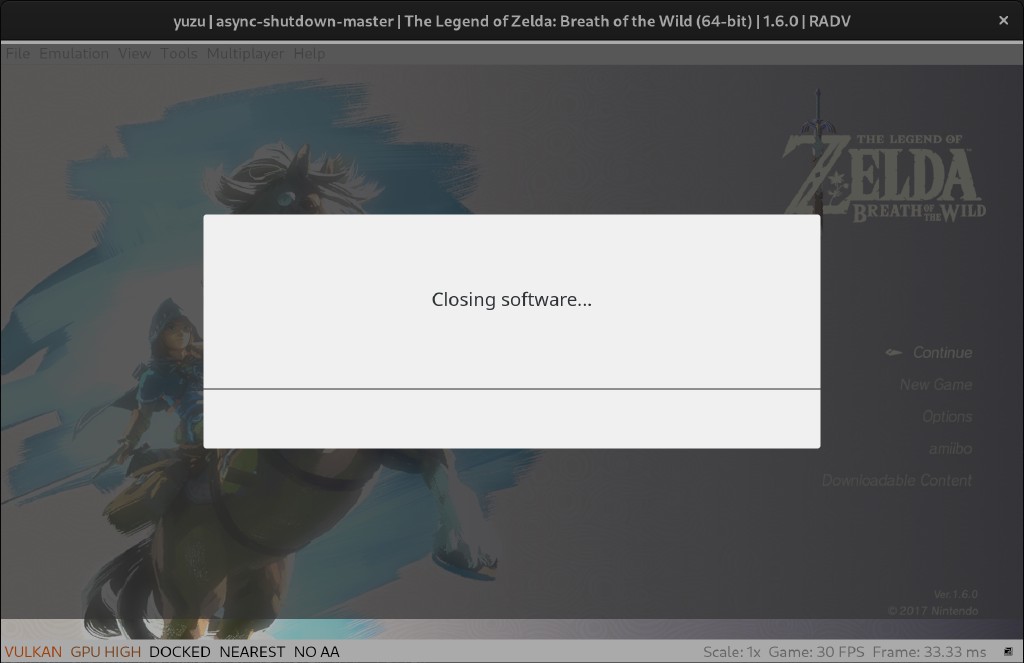 yuzu | async-shutdown-master | The Legend of Zelda: Breath of the Wild (64-bit) | 1.6.0 | RADV
File Emulation View Tools Multiplayer Help
THE LEGEND OF
ZELDA
BREATH OF THE WILD
Closing software...
Continue
New Game
Options
amiibo
Downloadable Content
Ver.1.6.0
© 2017 Nintendo
VULKAN GPU HIGH DOCKED NEAREST NO AA Scale: 1x Game: 30 FPS Frame: 33.33 ms